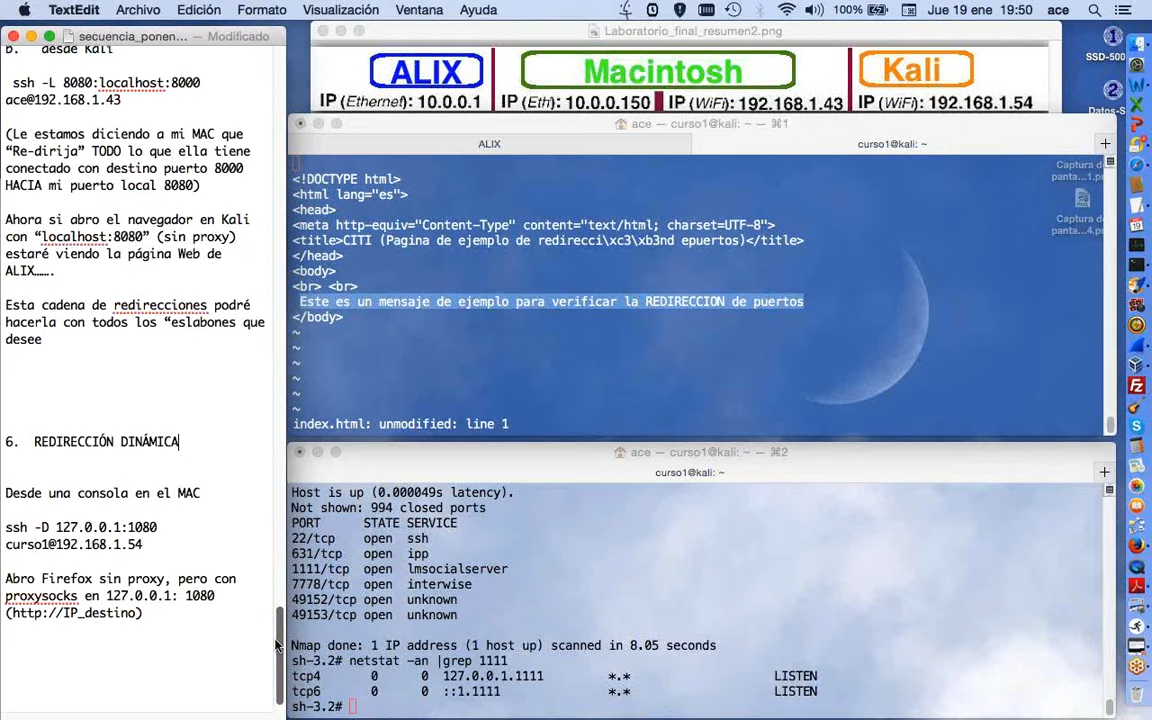 TextEdit Archivo Edición Formato Visualización Ventana Ayuda 100% Jue 19 ene 19:50 ace
secuencia_ponen... — Modificado
b. desde Kali
ssh -L 8080:localhost:8000
ace@192.168.1.43
(Le estamos diciendo a mi MAC que
“Re-dirija” TODO lo que ella tiene
conectado con destino puerto 8000
HACIA mi puerto local 8080)
Ahora si abro el navegador en Kali
con “localhost:8080” (sin proxy)
estaré viendo la página Web de
ALIX…….
Esta cadena de redirecciones podré
hacerla con todos los “eslabones que
desee
6. REDIRECCIÓN DINÁMICA
Desde una consola en el MAC
ssh -D 127.0.0.1:1080
curso1@192.168.1.54
Abro Firefox sin proxy, pero con
proxysocks en 127.0.0.1: 1080
(http://IP_destino)
Laboratorio_final_resumen2.png
ALIX Macintosh Kali
IP (Ethernet): 10.0.0.1 IP (Eth): 10.0.0.150 IP (WiFi): 192.168.1.43 IP (WiFi): 192.168.1.54
ace — curso1@kali: ~ — ⌘1
ALIX curso1@kali: ~ +
<!DOCTYPE html>
<html lang="es">
<head>
<meta http-equiv="Content-Type" content="text/html; charset=UTF-8">
<title>CITI (Pagina de ejemplo de redirecci\xc3\xb3nd epuertos)</title>
</head>
<body>
<br> <br>
Este es un mensaje de ejemplo para verificar la REDIRECCION de puertos
</body>
~
~
~
~
~
~
index.html: unmodified: line 1
ace — curso1@kali: ~ — ⌘2
curso1@kali: ~ +
Host is up (0.000049s latency).
Not shown: 994 closed ports
PORT STATE SERVICE
22/tcp open ssh
631/tcp open ipp
1111/tcp open lmsocialserver
7778/tcp open interwise
49152/tcp open unknown
49153/tcp open unknown
Nmap done: 1 IP address (1 host up) scanned in 8.05 seconds
sh-3.2# netstat -an |grep 1111
tcp4 0 0 127.0.0.1.1111 *.* LISTEN
tcp6 0 0 ::1.1111 *.* LISTEN
sh-3.2#
SSD-500
Datos-S
Captura de
panta...1.pn
Captura de
panta...4.pn